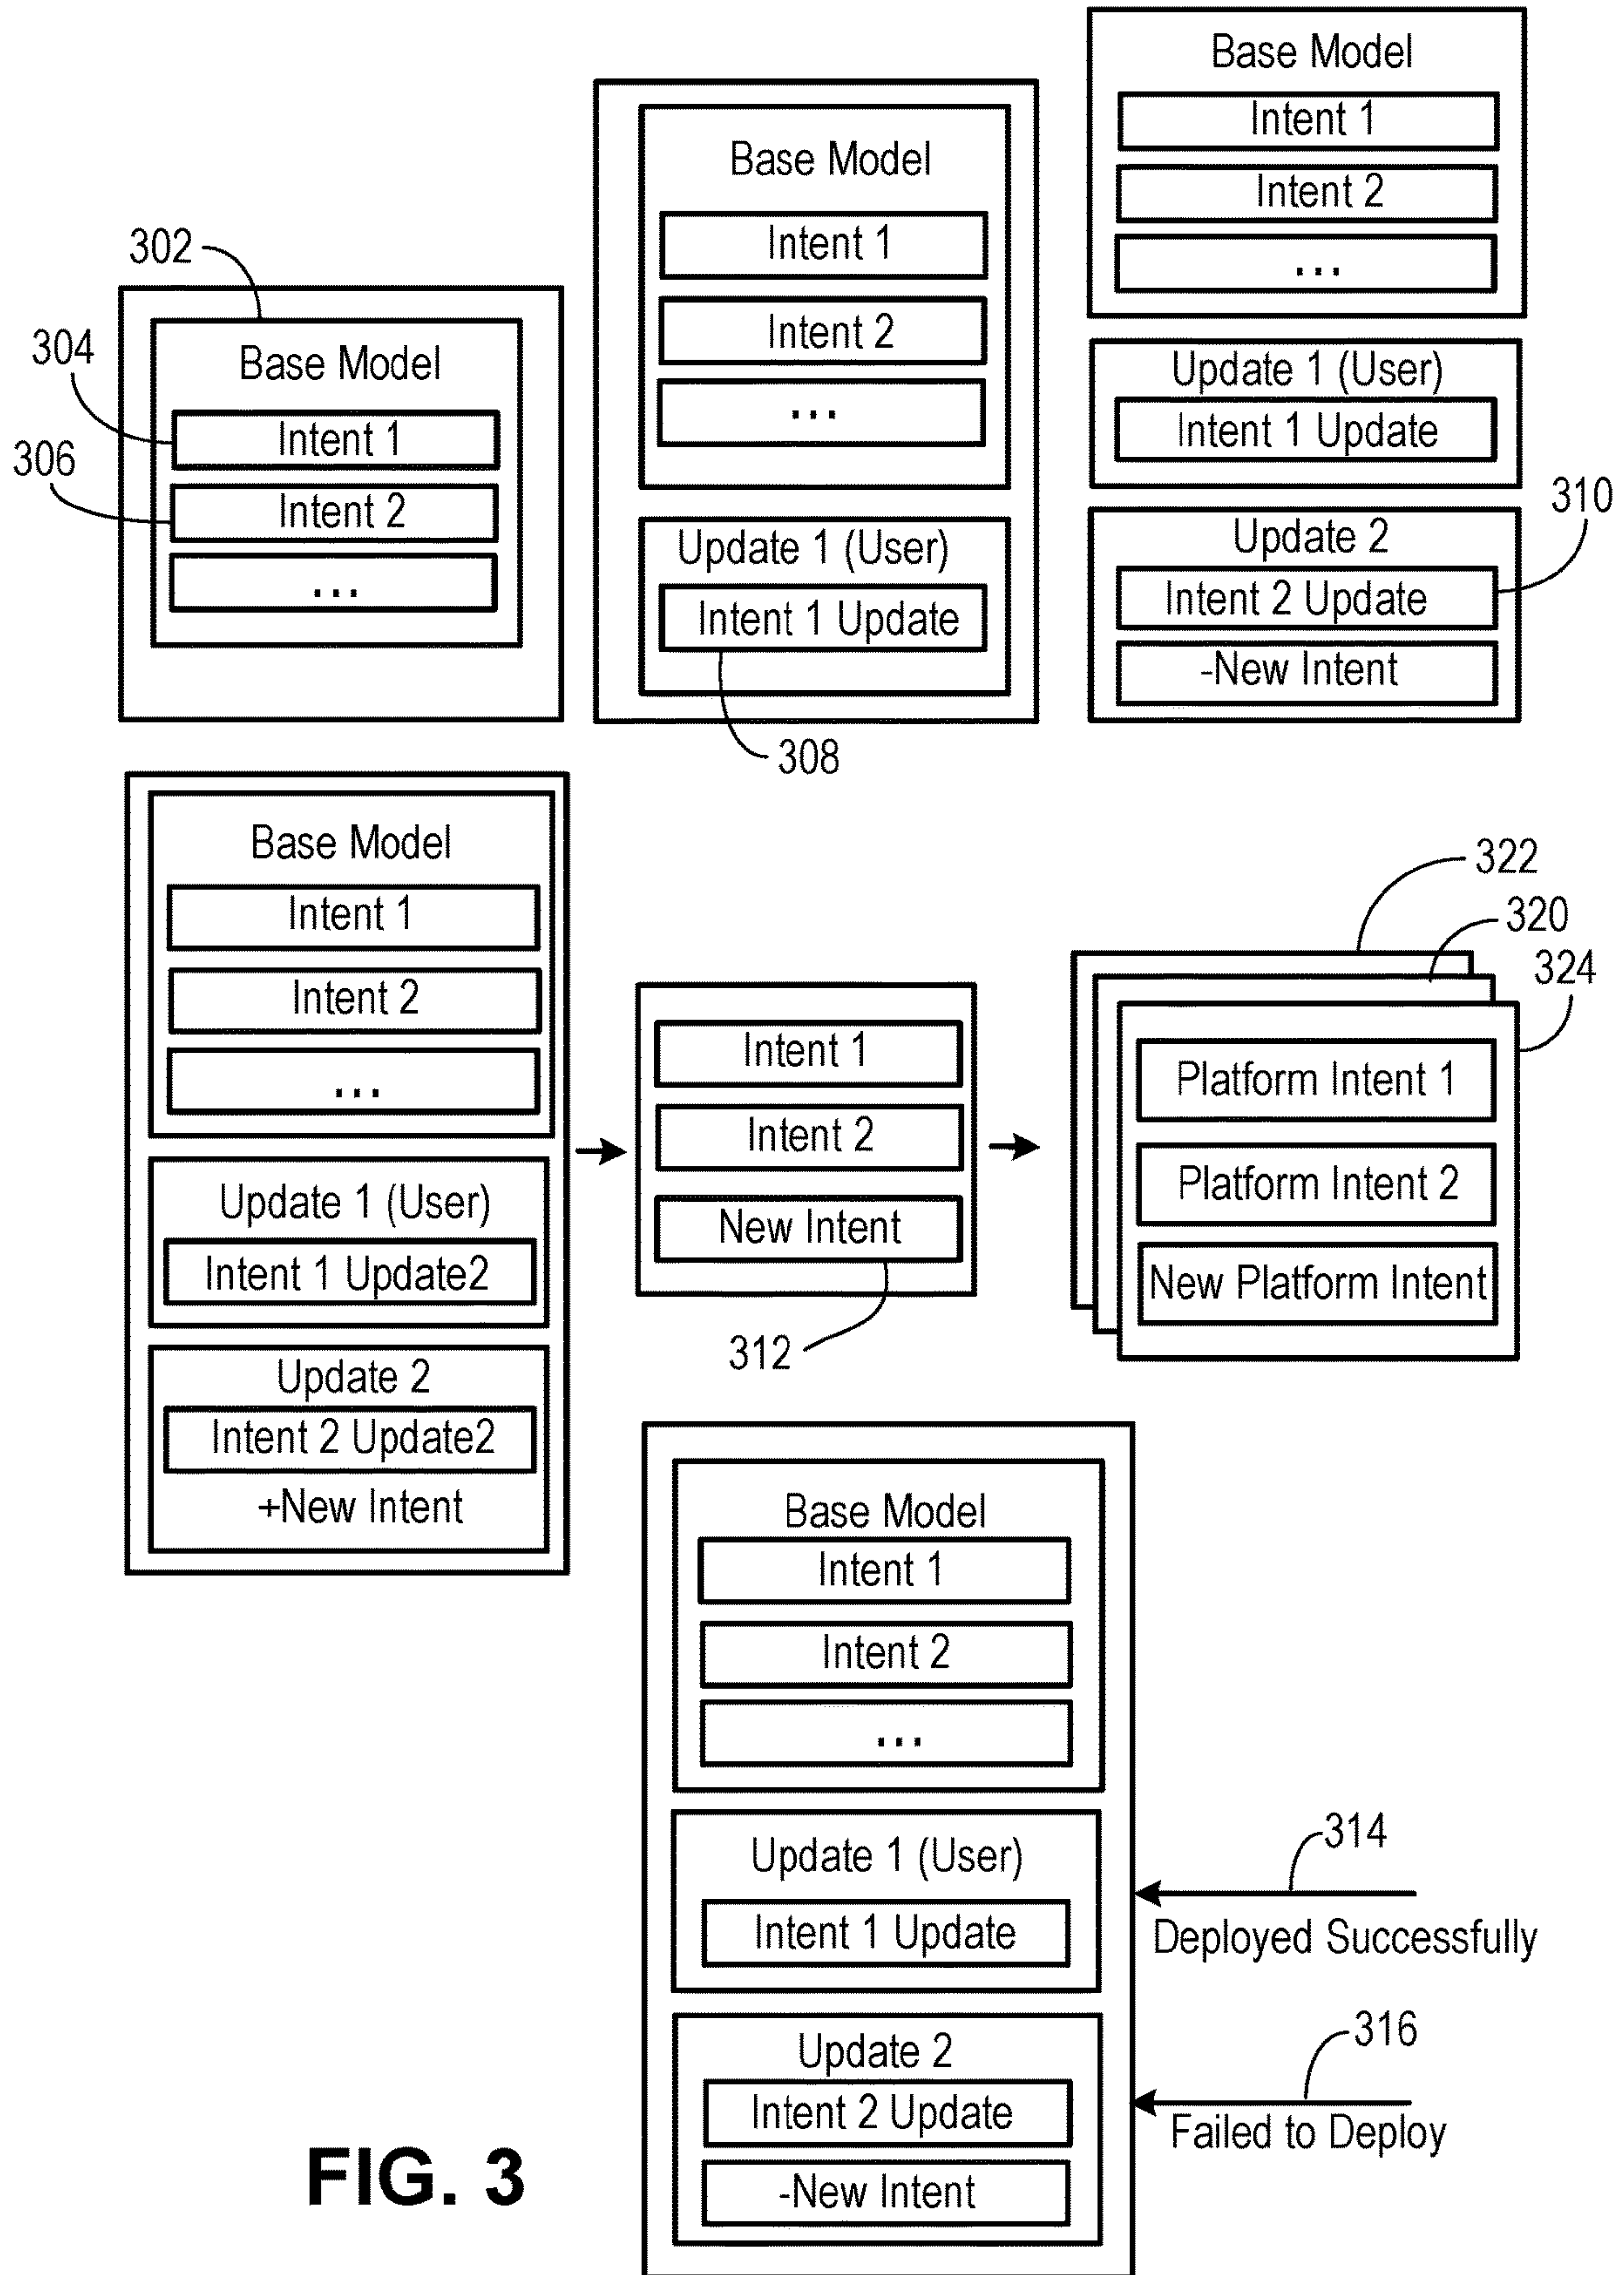 302
304
306
Base Model
Intent 1
Intent 2
...
Base Model
Intent 1
Intent 2
...
Update 1 (User)
Intent 1 Update
308
Base Model
Intent 1
Intent 2
...
Update 1 (User)
Intent 1 Update
Update 2
Intent 2 Update
310
-New Intent
Base Model
Intent 1
Intent 2
...
Update 1 (User)
Intent 1 Update2
Update 2
Intent 2 Update2
+New Intent
Intent 1
Intent 2
New Intent
312
322
320
324
Platform Intent 1
Platform Intent 2
New Platform Intent
Base Model
Intent 1
Intent 2
...
Update 1 (User)
Intent 1 Update
314
Deployed Successfully
Update 2
Intent 2 Update
-New Intent
316
Failed to Deploy
FIG. 3